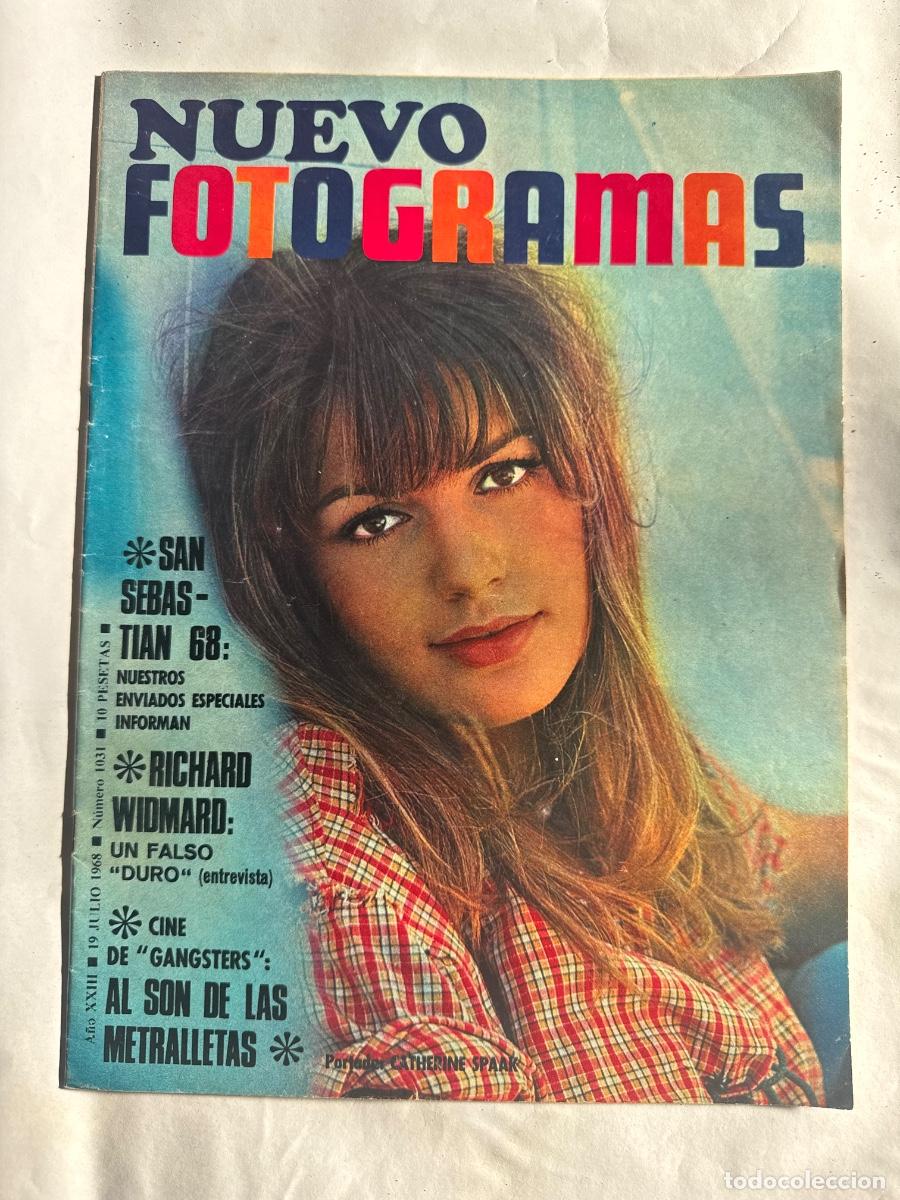 NUEVO
FOTOGRAMAS
* SAN
SEBAS-
TIAN 68:
NUESTROS
ENVIADOS ESPECIALES
INFORMAN
* RICHARD
WIDMARD:
UN FALSO
"DURO" (entrevista)
* CINE
DE "GANGSTERS":
AL SON DE LAS
METRALLETAS *
Año XXIII ■ 19 JULIO 1968 ■ Número 1031 ■ 10 PESETAS ■
Portada: CATHERINE SPAAK
todocoleccion